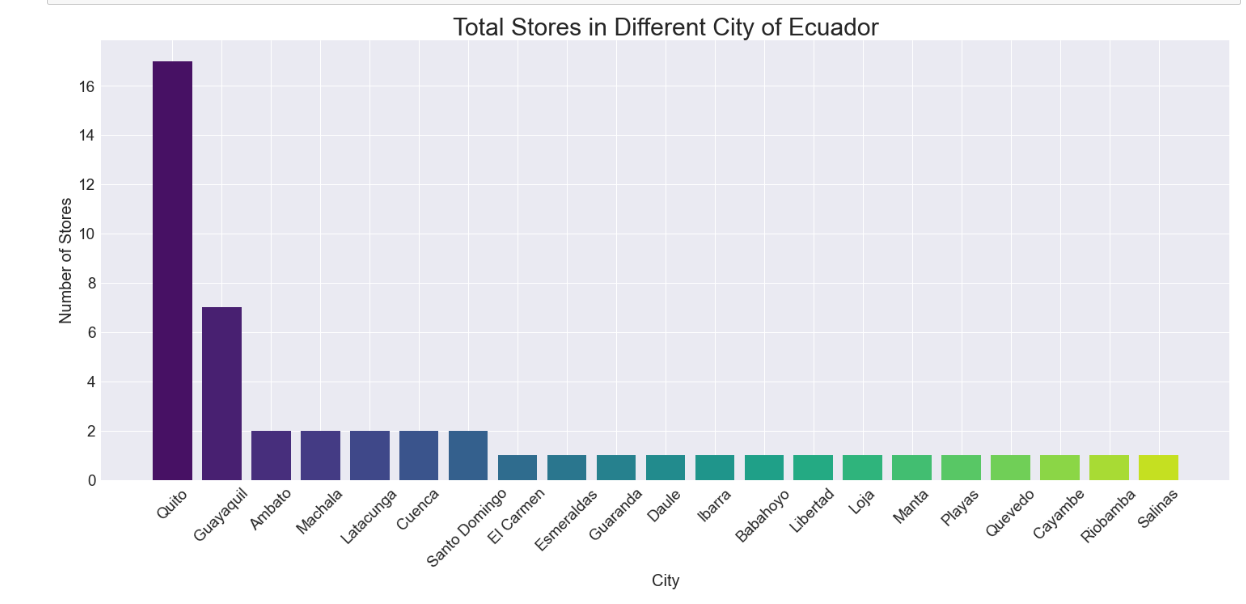 Total Stores in Different City of Ecuador
16
14
12
10
8
6
4
2
0
Number of Stores
Quito
Guayaquil
Ambato
Machala
Latacunga
Cuenca
Santo Domingo
El Carmen
Esmeraldas
Guaranda
Daule
Ibarra
Babahoyo
Libertad
Loja
Manta
Playas
Quevedo
Cayambe
Riobamba
Salinas
City